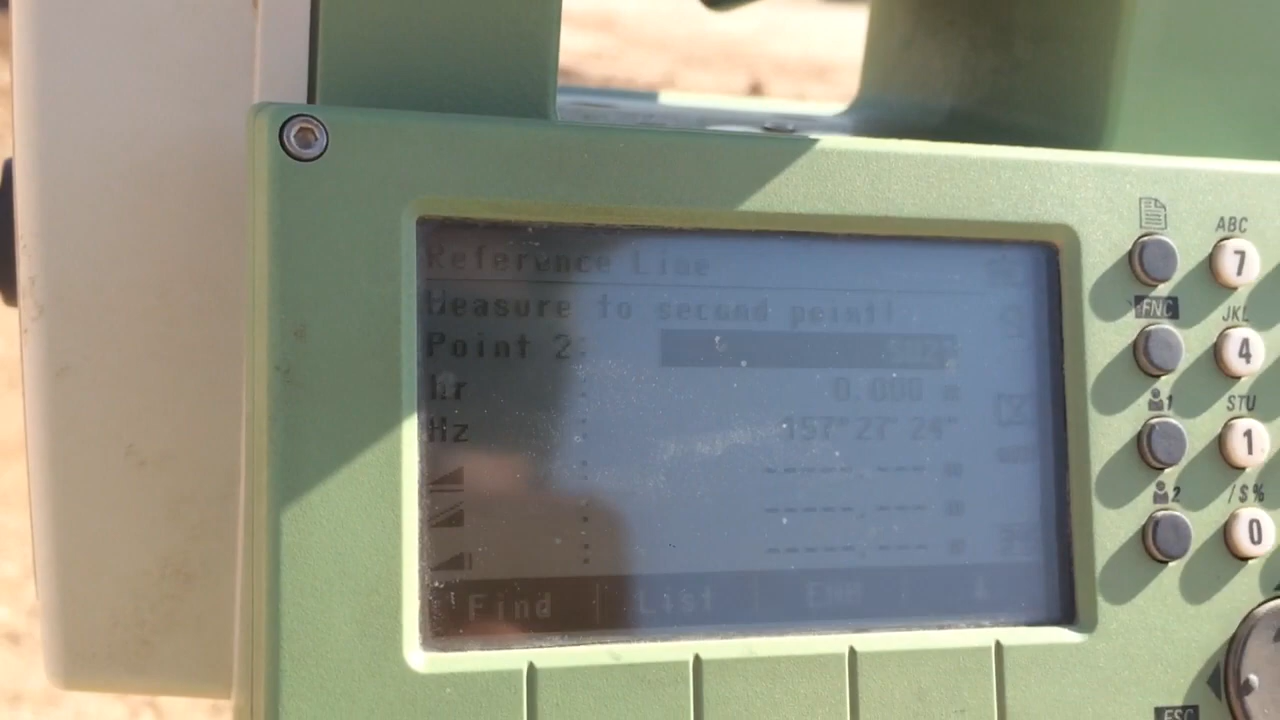 Reference Line
Measure to second point!
Point 2:
hr : 0.000 m
Hz : 157°27'24"
: -----.--- m
: -----.--- m
: -----.--- m
Find List ↓
ABC
7
FNC
JKL
4
1
STU
1
2
/$%
0
ESC